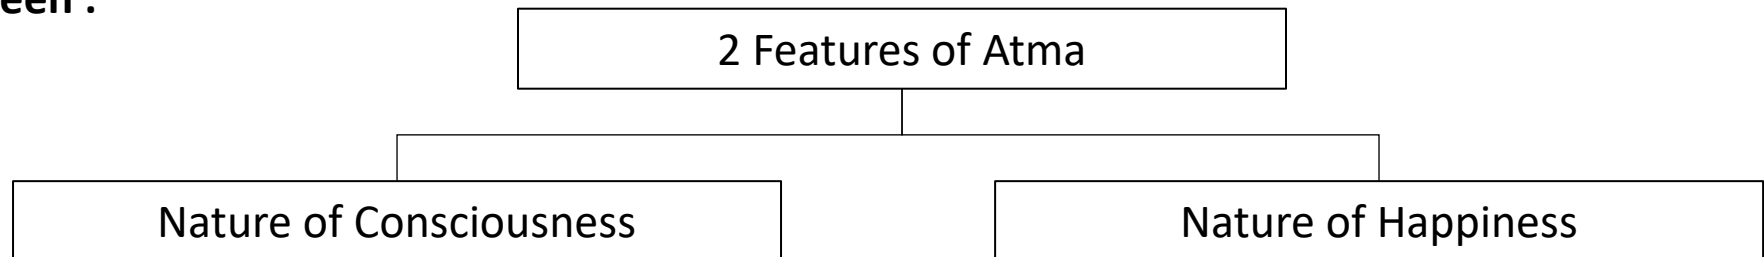 2 Features of Atma
Nature of Consciousness
Nature of Happiness